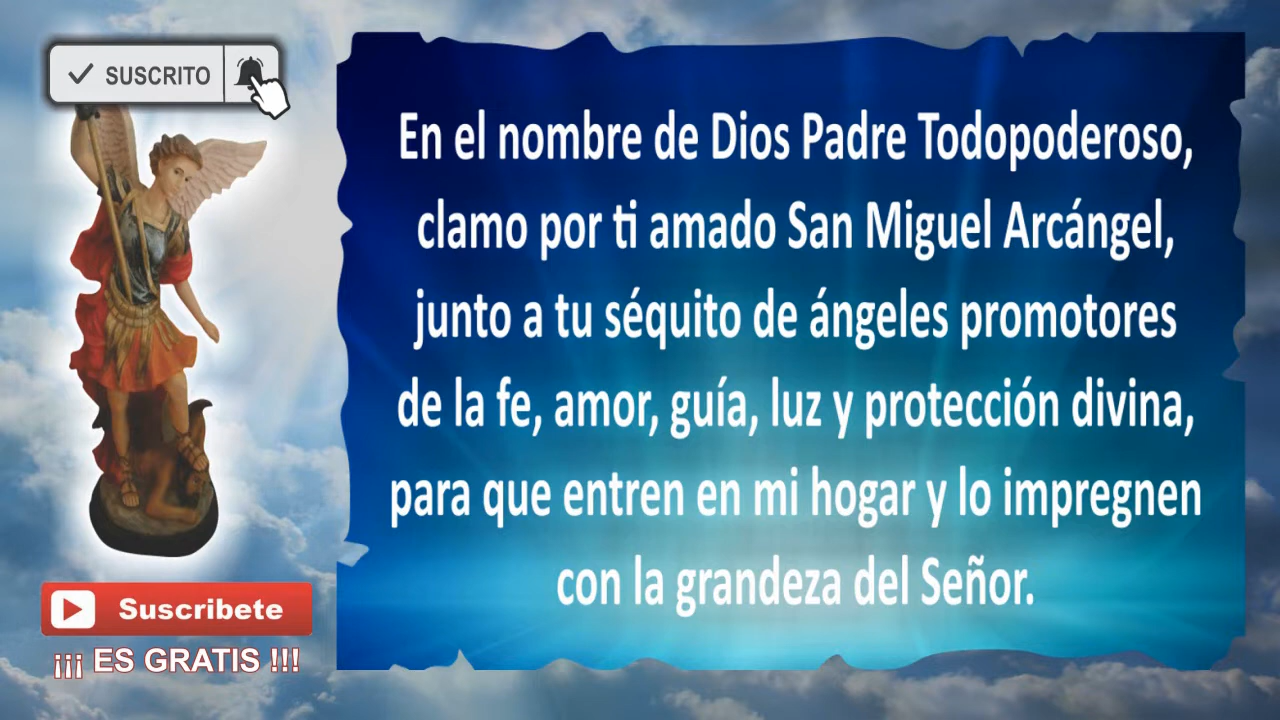 SUSCRITO
En el nombre de Dios Padre Todopoderoso,
clamo por ti amado San Miguel Arcángel,
junto a tu séquito de ángeles promotores
de la fe, amor, guía, luz y protección divina,
para que entren en mi hogar y lo impregnen
con la grandeza del Señor.
Suscribete
¡¡¡ ES GRATIS !!!